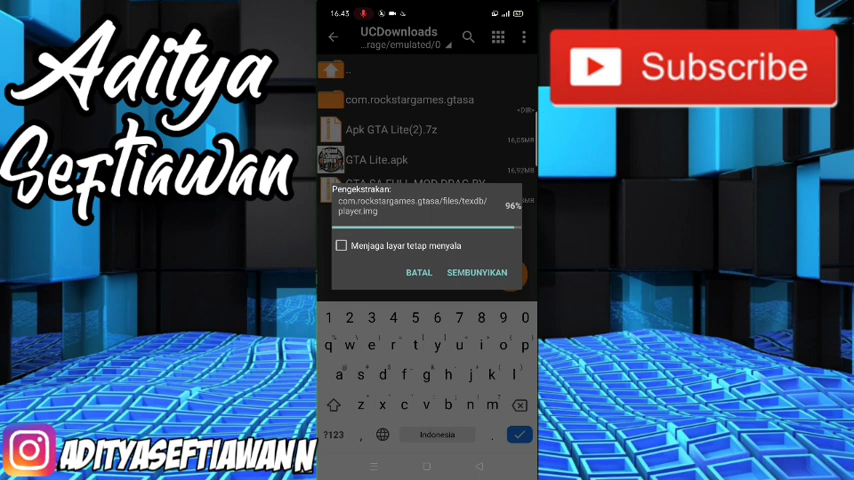 Aditya
Seftiawan
Subscribe
16.43
UCDownloads
...rage/emulated/0
..
com.rockstargames.gtasa
<DIR>
Apk GTA Lite(2).7z
16,05MB
GTA Lite.apk
16,92MB
Pengekstrakan:
com.rockstargames.gtasa/files/texdb/
player.img
96%
Menjaga layar tetap menyala
BATAL
SEMBUNYIKAN
1 2 3 4 5 6 7 8 9 0
q w e r t y u i o p
a s d f g h j k l
z x c v b n m
?123 , Indonesia .
ADITYASEFTIAWANN